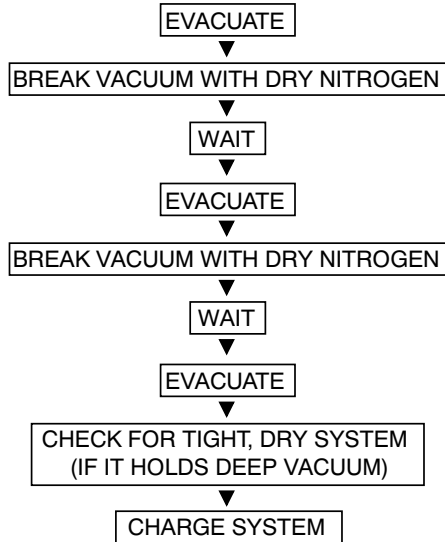 EVACUATE
BREAK VACUUM WITH DRY NITROGEN
WAIT
EVACUATE
BREAK VACUUM WITH DRY NITROGEN
WAIT
EVACUATE
CHECK FOR TIGHT, DRY SYSTEM
(IF IT HOLDS DEEP VACUUM)
CHARGE SYSTEM